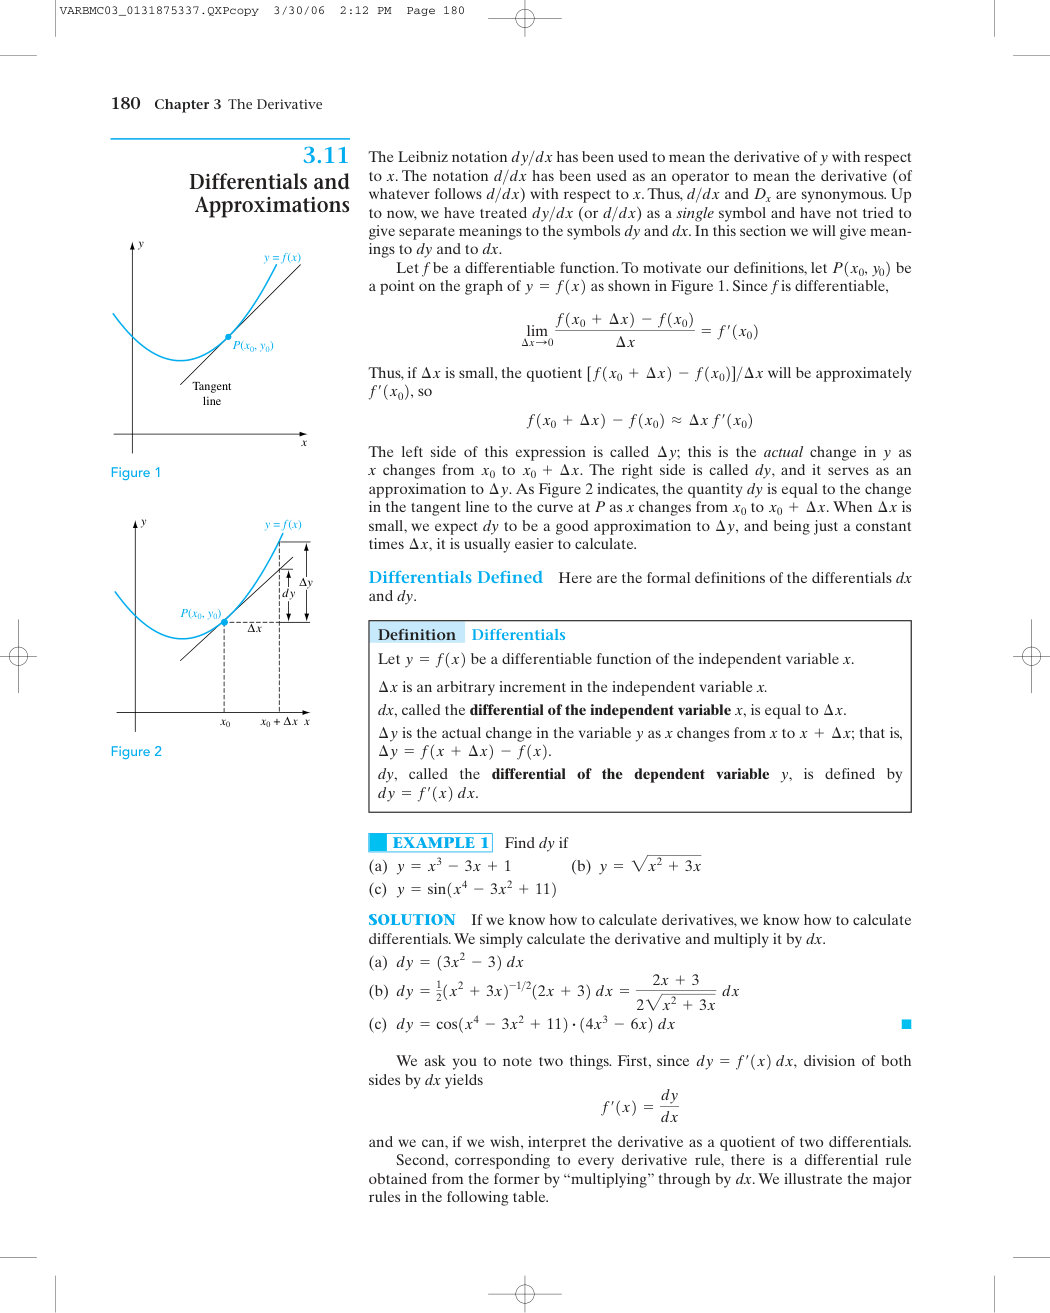 VARBMC03_0131875337.QXPcopy 3/30/06 2:12 PM Page 180
180 Chapter 3 The Derivative
3.11
Differentials and
Approximations
y
y = f(x)
P(x₀, y₀)
Tangent
line
x
Figure 1
y
y = f(x)
Δy
dy
P(x₀, y₀)
Δx
x₀ x₀ + Δx x
Figure 2
The Leibniz notation dy/dx has been used to mean the derivative of y with respect
to x. The notation d/dx has been used as an operator to mean the derivative (of
whatever follows d/dx) with respect to x. Thus, d/dx and Dₓ are synonymous. Up
to now, we have treated dy/dx (or d/dx) as a single symbol and have not tried to
give separate meanings to the symbols dy and dx. In this section we will give mean-
ings to dy and to dx.
Let f be a differentiable function. To motivate our definitions, let P(x₀, y₀) be
a point on the graph of y = f(x) as shown in Figure 1. Since f is differentiable,
lim Δx→0 (f(x₀ + Δx) − f(x₀))/Δx = f′(x₀)
Thus, if Δx is small, the quotient [f(x₀ + Δx) − f(x₀)]/Δx will be approximately
f′(x₀), so
f(x₀ + Δx) − f(x₀) ≈ Δx f′(x₀)
The left side of this expression is called Δy; this is the actual change in y as
x changes from x₀ to x₀ + Δx. The right side is called dy, and it serves as an
approximation to Δy. As Figure 2 indicates, the quantity dy is equal to the change
in the tangent line to the curve at P as x changes from x₀ to x₀ + Δx. When Δx is
small, we expect dy to be a good approximation to Δy, and being just a constant
times Δx, it is usually easier to calculate.
Differentials Defined Here are the formal definitions of the differentials dx
and dy.
Definition Differentials
Let y = f(x) be a differentiable function of the independent variable x.
Δx is an arbitrary increment in the independent variable x.
dx, called the differential of the independent variable x, is equal to Δx.
Δy is the actual change in the variable y as x changes from x to x + Δx; that is,
Δy = f(x + Δx) − f(x).
dy, called the differential of the dependent variable y, is defined by
dy = f′(x) dx.
EXAMPLE 1 Find dy if
(a) y = x³ − 3x + 1 (b) y = √(x² + 3x)
(c) y = sin(x⁴ − 3x² + 11)
SOLUTION If we know how to calculate derivatives, we know how to calculate
differentials. We simply calculate the derivative and multiply it by dx.
(a) dy = (3x² − 3) dx
(b) dy = ½(x² + 3x)⁻¹ᐟ²(2x + 3) dx = (2x + 3)/(2√(x² + 3x)) dx
(c) dy = cos(x⁴ − 3x² + 11) · (4x³ − 6x) dx
We ask you to note two things. First, since dy = f′(x) dx, division of both
sides by dx yields
f′(x) = dy/dx
and we can, if we wish, interpret the derivative as a quotient of two differentials.
Second, corresponding to every derivative rule, there is a differential rule
obtained from the former by “multiplying” through by dx. We illustrate the major
rules in the following table.